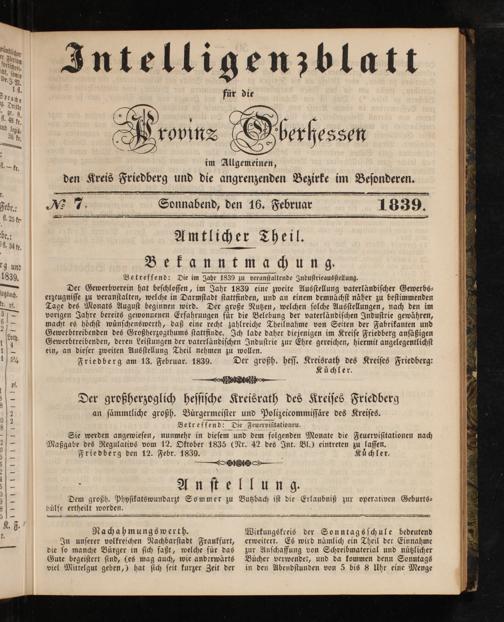 Intelligenzblatt
für die
Provinz Oberhessen
im Allgemeinen,
den Kreis Friedberg und die angrenzenden Bezirke im Besonderen.
№ 7. Sonnabend, den 16. Februar 1839.
Amtlicher Theil.
Bekanntmachung.
Betreffend: Die im Jahr 1839 zu veranstaltende Industrieausstellung.
Der Gewerbverein hat beschlossen, im Jahr 1839 eine zweite Ausstellung vaterländischer Gewerbs-
erzeugnisse zu veranstalten, welche in Darmstadt stattfinden, und an einem demnächst näher zu bestimmenden
Tage des Monats August beginnen wird. Der große Nutzen, welchen solche Ausstellungen, nach den im
vorigen Jahre bereits gewonnenen Erfahrungen für die Belebung der vaterländischen Industrie gewähren,
macht es höchst wünschenswerth, daß eine recht zahlreiche Theilnahme von Seiten der Fabrikanten und
Gewerbtreibenden des Großherzogthums stattfinde. Ich lade daher diejenigen im Kreise Friedberg ansäßigen
Gewerbtreibenden, deren Leistungen der vaterländischen Industrie zur Ehre gereichen, hiermit angelegentlichst
ein, an dieser zweiten Ausstellung Theil nehmen zu wollen.
Friedberg am 13. Februar. 1839. Der großh. hess. Kreisrath des Kreises Friedberg:
Küchler.
Der großherzoglich hessische Kreisrath des Kreises Friedberg
an sämmtliche großh. Bürgermeister und Polizeicommissäre des Kreises.
Betreffend: Die Feuervisitationen.
Sie werden angewiesen, nunmehr in diesem und dem folgenden Monate die Feuervisitationen nach
Maßgabe des Regulativs vom 12. Oktober 1835 (Nr. 42 des Int. Bl.) eintreten zu lassen.
Friedberg den 12. Febr. 1839. Küchler.
Anstellung.
Dem großh. Physikatswundarzt Sommer zu Butzbach ist die Erlaubniß zur operativen Geburts-
hülfe ertheilt worden.
Nachahmungswerth.
In unserer volkreichen Nachbarstadt Frankfurt,
die so manche Bürger in sich faßt, welche für das
Gute begeistert sind, (es mag auch, wie anderwärts
viel Mittelgut geben,) hat sich seit kurzer Zeit der
Wirkungskreis der Sonntagsschule bedeutend
erweitert. Es wird nämlich ein Theil der Einnahme
zur Anschaffung von Schreibmaterial und nützlicher
Bücher verwendet, und da kommen denn Sonntags
in den Abendstunden von 5 bis 8 Uhr eine Menge